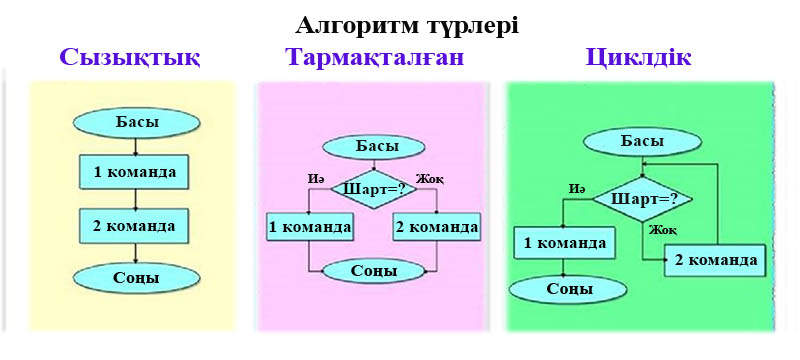 Алгоритм түрлері
Сызықтық
Тармақталған
Циклдік
Басы
1 команда
2 команда
Соңы
Басы
Шарт=?
Иә
Жоқ
1 команда
2 команда
Соңы
Басы
Шарт=?
Иә
Жоқ
1 команда
2 команда
Соңы